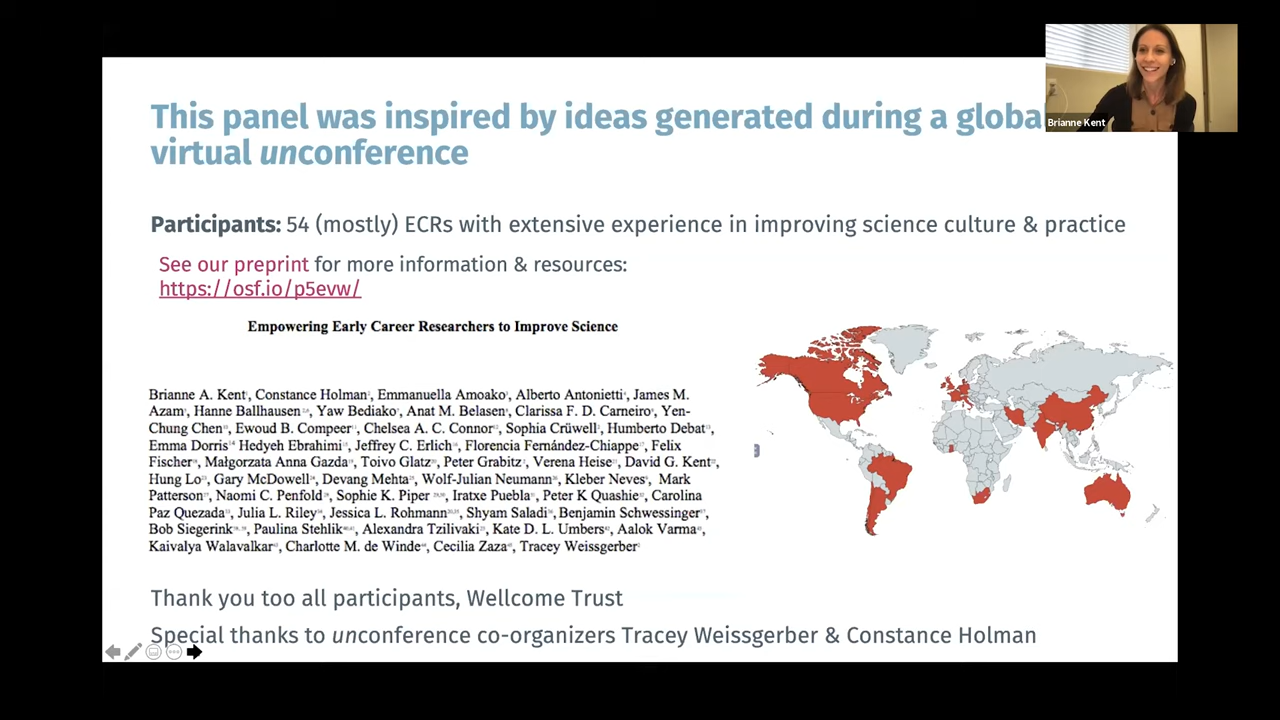 This panel was inspired by ideas generated during a globa
virtual unconference
Brianne Kent
Participants: 54 (mostly) ECRs with extensive experience in improving science culture & practice
See our preprint for more information & resources:
https://osf.io/p5evw/
Empowering Early Career Researchers to Improve Science
Brianne A. Kent, Constance Holman, Emmanuella Amoako, Alberto Antonietti, James M.
Azam, Hanne Ballhausen, Yaw Bediako, Anat M. Belasen, Clarissa F. D. Carneiro, Yen-
Chung Chen, Ewoud B. Compeer, Chelsea A. C. Connor, Sophia Crüwell, Humberto Debat,
Emma Dorris, Hedyeh Ebrahimi, Jeffrey C. Erlich, Florencia Fernández-Chiappe, Felix
Fischer, Małgorzata Anna Gazda, Toivo Glatz, Peter Grabitz, Verena Heise, David G. Kent,
Hung Lo, Gary McDowell, Devang Mehta, Wolf-Julian Neumann, Kleber Neves, Mark
Patterson, Naomi C. Penfold, Sophie K. Piper, Iratxe Puebla, Peter K Quashie, Carolina
Paz Quezada, Julia L. Riley, Jessica L. Rohmann, Shyam Saladi, Benjamin Schwessinger,
Bob Siegerink, Paulina Stehlik, Alexandra Tzilivaki, Kate D. L. Umbers, Aalok Varma,
Kaivalya Walavalkar, Charlotte M. de Winde, Cecilia Zaza, Tracey Weissgerber
Thank you too all participants, Wellcome Trust
Special thanks to unconference co-organizers Tracey Weissgerber & Constance Holman